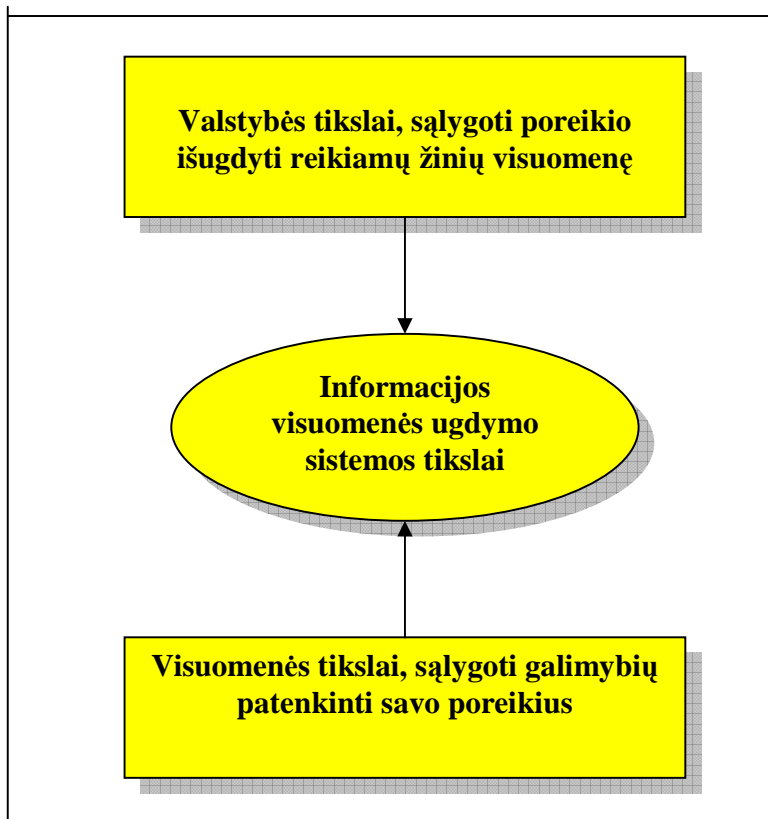 Valstybės tikslai, sąlygoti poreikio
išugdyti reikiamų žinių visuomenę
Informacijos
visuomenės ugdymo
sistemos tikslai
Visuomenės tikslai, sąlygoti galimybių
patenkinti savo poreikius